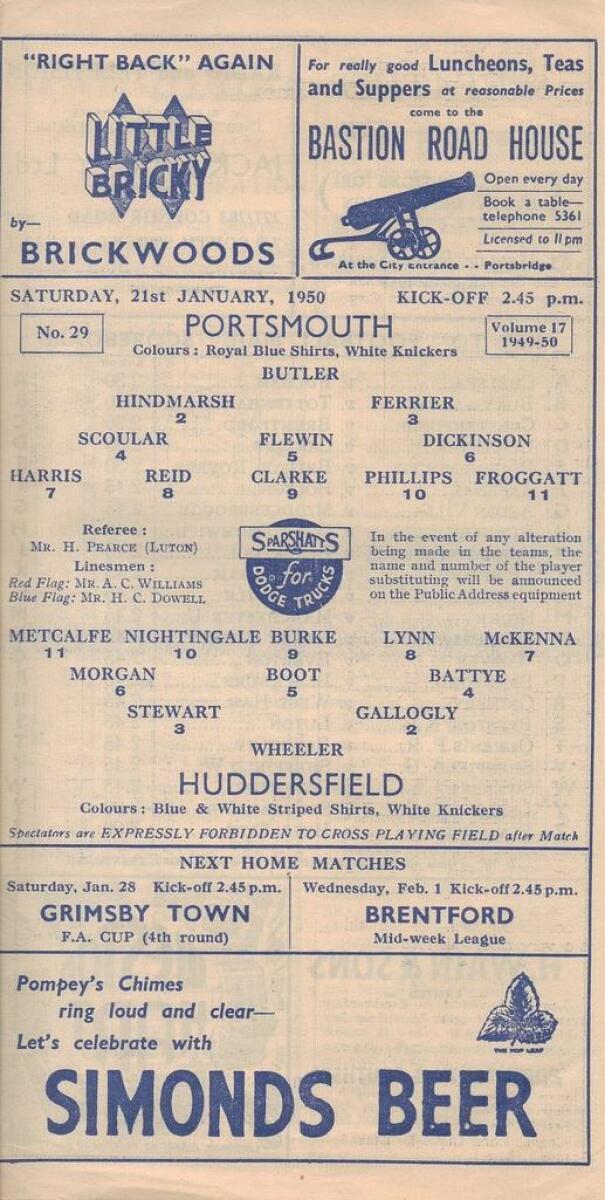 "RIGHT BACK" AGAIN
LITTLE
BRICKY
by—
BRICKWOODS
For really good Luncheons, Teas
and Suppers at reasonable Prices
come to the
BASTION ROAD HOUSE
Open every day
Book a table—
telephone 5361
Licensed to 11 pm
At the City Entrance - - Portsbridge
SATURDAY, 21st JANUARY, 1950 KICK-OFF 2.45 p.m.
No. 29
PORTSMOUTH
Volume 17
1949-50
Colours : Royal Blue Shirts, White Knickers
BUTLER
HINDMARSH FERRIER
2 3
SCOULAR FLEWIN DICKINSON
4 5 6
HARRIS REID CLARKE PHILLIPS FROGGATT
7 8 9 10 11
Referee :
MR. H. PEARCE (LUTON)
Linesmen :
Red Flag: MR. A. C. WILLIAMS
Blue Flag: MR. H. C. DOWELL
SPARSHATTS
for
DODGE TRUCKS
In the event of any alteration
being made in the teams, the
name and number of the player
substituting will be announced
on the Public Address equipment
METCALFE NIGHTINGALE BURKE LYNN McKENNA
11 10 9 8 7
MORGAN BOOT BATTYE
6 5 4
STEWART GALLOGLY
3 2
WHEELER
HUDDERSFIELD
Colours : Blue & White Striped Shirts, White Knickers
Spectators are EXPRESSLY FORBIDDEN TO CROSS PLAYING FIELD after Match
NEXT HOME MATCHES
Saturday, Jan. 28 Kick-off 2.45 p.m.
GRIMSBY TOWN
F.A. CUP (4th round)
Wednesday, Feb. 1 Kick-off 2.45 p.m.
BRENTFORD
Mid-week League
Pompey's Chimes
ring loud and clear—
Let's celebrate with
THE HOP LEAF
SIMONDS BEER